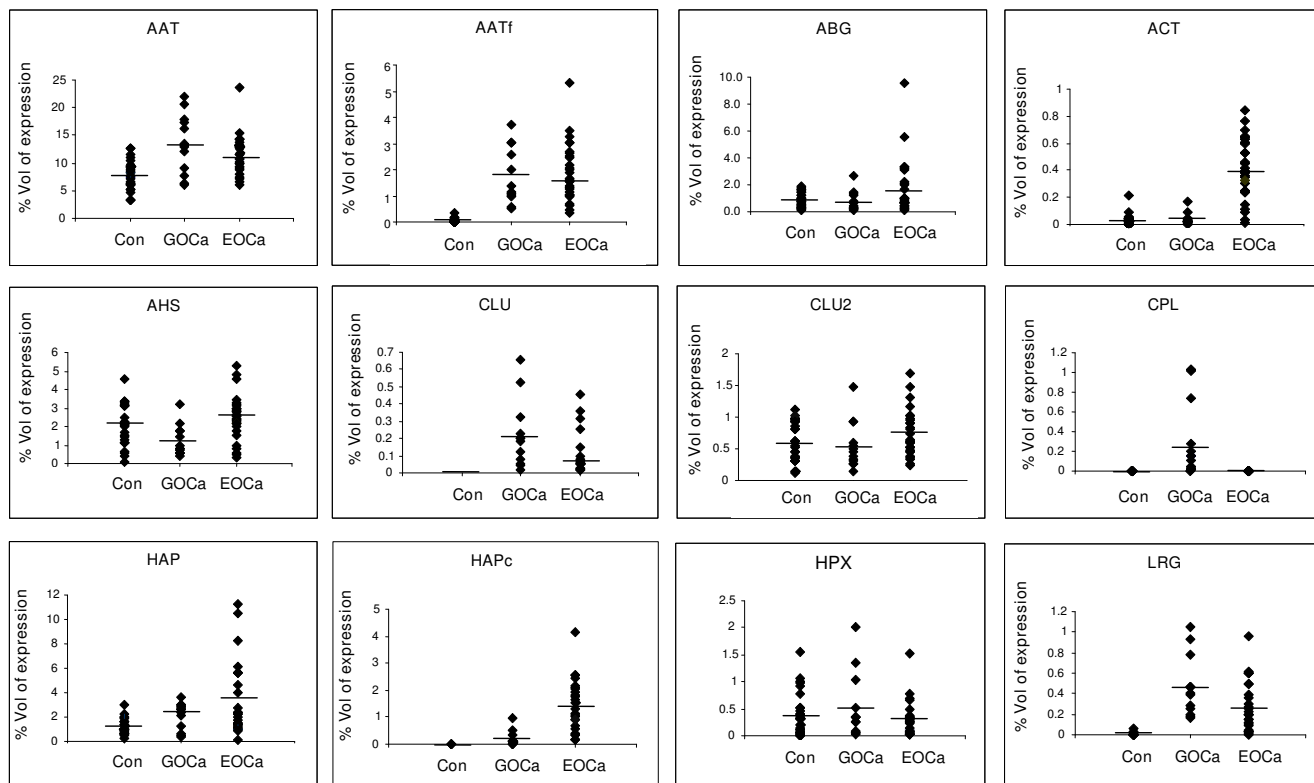 AAT
% Vol of expression
25
20
15
10
5
0
Con GOCa EOCa
AATf
% Vol of expression
6
5
4
3
2
1
0
Con GOCa EOCa
ABG
% Vol of expression
10.0
8.0
6.0
4.0
2.0
0.0
Con GOCa EOCa
ACT
% Vol of expression
1
0.8
0.6
0.4
0.2
0
Con GOCa EOCa
AHS
% Vol of expression
6
5
4
3
2
1
0
Con GOCa EOCa
CLU
% Vol of expression
0.7
0.6
0.5
0.4
0.3
0.2
0.1
0
Con GOCa EOCa
CLU2
% Vol of expression
2
1.5
1
0.5
0
Con GOCa EOCa
CPL
% Vol of expression
1.2
1
0.8
0.6
0.4
0.2
0
Con GOCa EOCa
HAP
% Vol of expression
12
10
8
6
4
2
0
Con GOCa EOCa
HAPc
% Vol of expression
5
4
3
2
1
0
Con GOCa EOCa
HPX
% Vol of expression
2.5
2
1.5
1
0.5
0
Con GOCa EOCa
LRG
% Vol of expression
1.2
1
0.8
0.6
0.4
0.2
0
Con GOCa EOCa